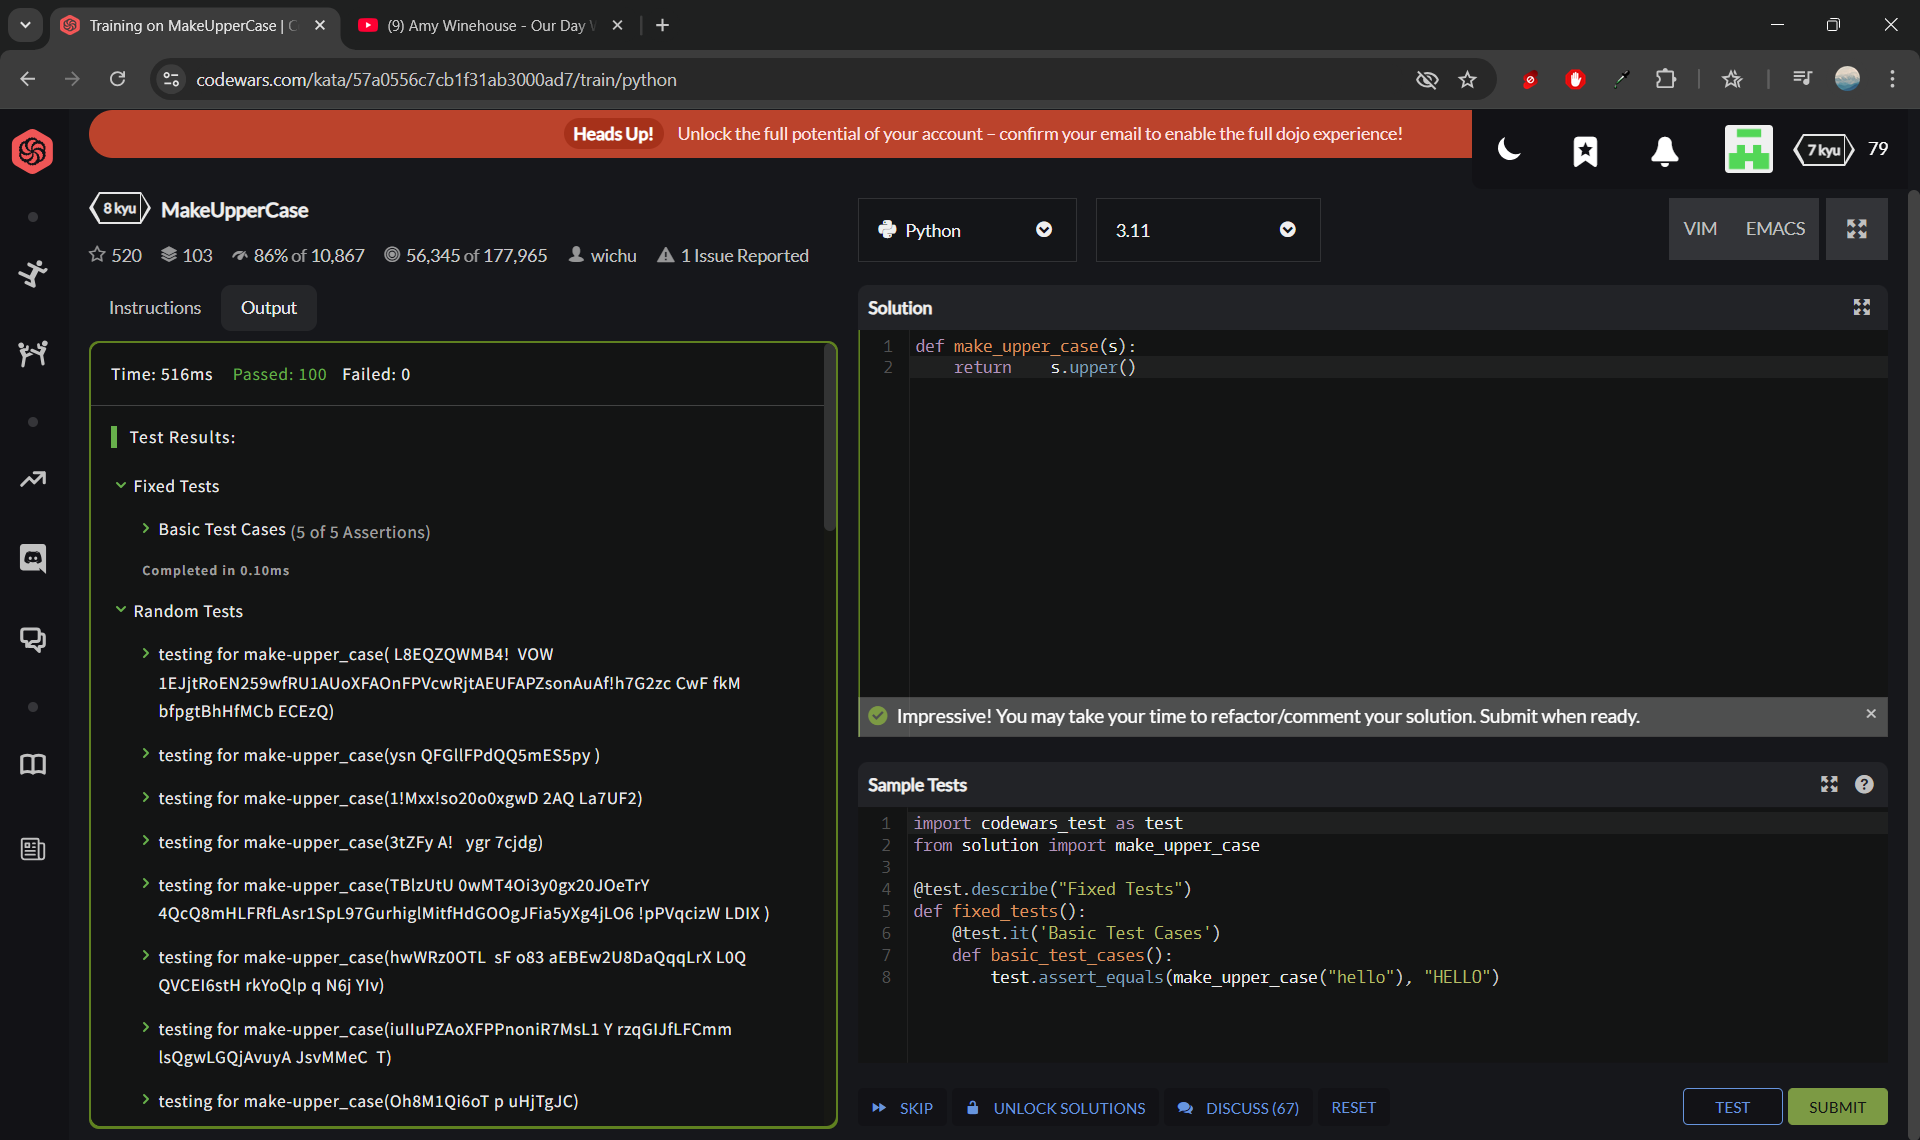 Training on MakeUpperCase | C
(9) Amy Winehouse - Our Day W
codewars.com/kata/57a0556c7cb1f31ab3000ad7/train/python
Heads Up! Unlock the full potential of your account – confirm your email to enable the full dojo experience!
7 kyu 79
8 kyu MakeUpperCase
520 103 86% of 10,867 56,345 of 177,965 wichu 1 Issue Reported
Python 3.11 VIM EMACS
Instructions Output
Time: 516ms Passed: 100 Failed: 0
Test Results:
Fixed Tests
Basic Test Cases (5 of 5 Assertions)
Completed in 0.10ms
Random Tests
testing for make-upper_case( L8EQZQWMB4!  VOW
1EJjtRoEN259wfRU1AUoXFAOnFPVcwRjtAEUFAPZsonAuAf!h7G2zc CwF fkM
bfpgtBhHfMCb ECEzQ)
testing for make-upper_case(ysn QFGllFPdQQ5mES5py )
testing for make-upper_case(1!Mxx!so20o0xgwD 2AQ La7UF2)
testing for make-upper_case(3tZFy A!   ygr 7cjdg)
testing for make-upper_case(TBlzUtU 0wMT4Oi3y0gx20JOeTrY
4QcQ8mHLFRfLAsr1SpL97GurhiglMitfHdGOOgJFia5yXg4jLO6 !pPVqcizW LDIX )
testing for make-upper_case(hwWRz0OTL  sF o83 aEBEw2U8DaQqqLrX L0Q
QVCEI6stH rkYoQlp q N6j YIv)
testing for make-upper_case(iuIIuPZAoXFPPnoniR7MsL1 Y rzqGIJfLFCmm
lsQgwLGQjAvuyA JsvMMeC  T)
testing for make-upper_case(Oh8M1Qi6oT p uHjTgJC)
Solution
1 def make_upper_case(s):
2     return    s.upper()
Impressive! You may take your time to refactor/comment your solution. Submit when ready.
Sample Tests
1 import codewars_test as test
2 from solution import make_upper_case
3
4 @test.describe("Fixed Tests")
5 def fixed_tests():
6     @test.it('Basic Test Cases')
7     def basic_test_cases():
8         test.assert_equals(make_upper_case("hello"), "HELLO")
SKIP UNLOCK SOLUTIONS DISCUSS (67) RESET TEST SUBMIT